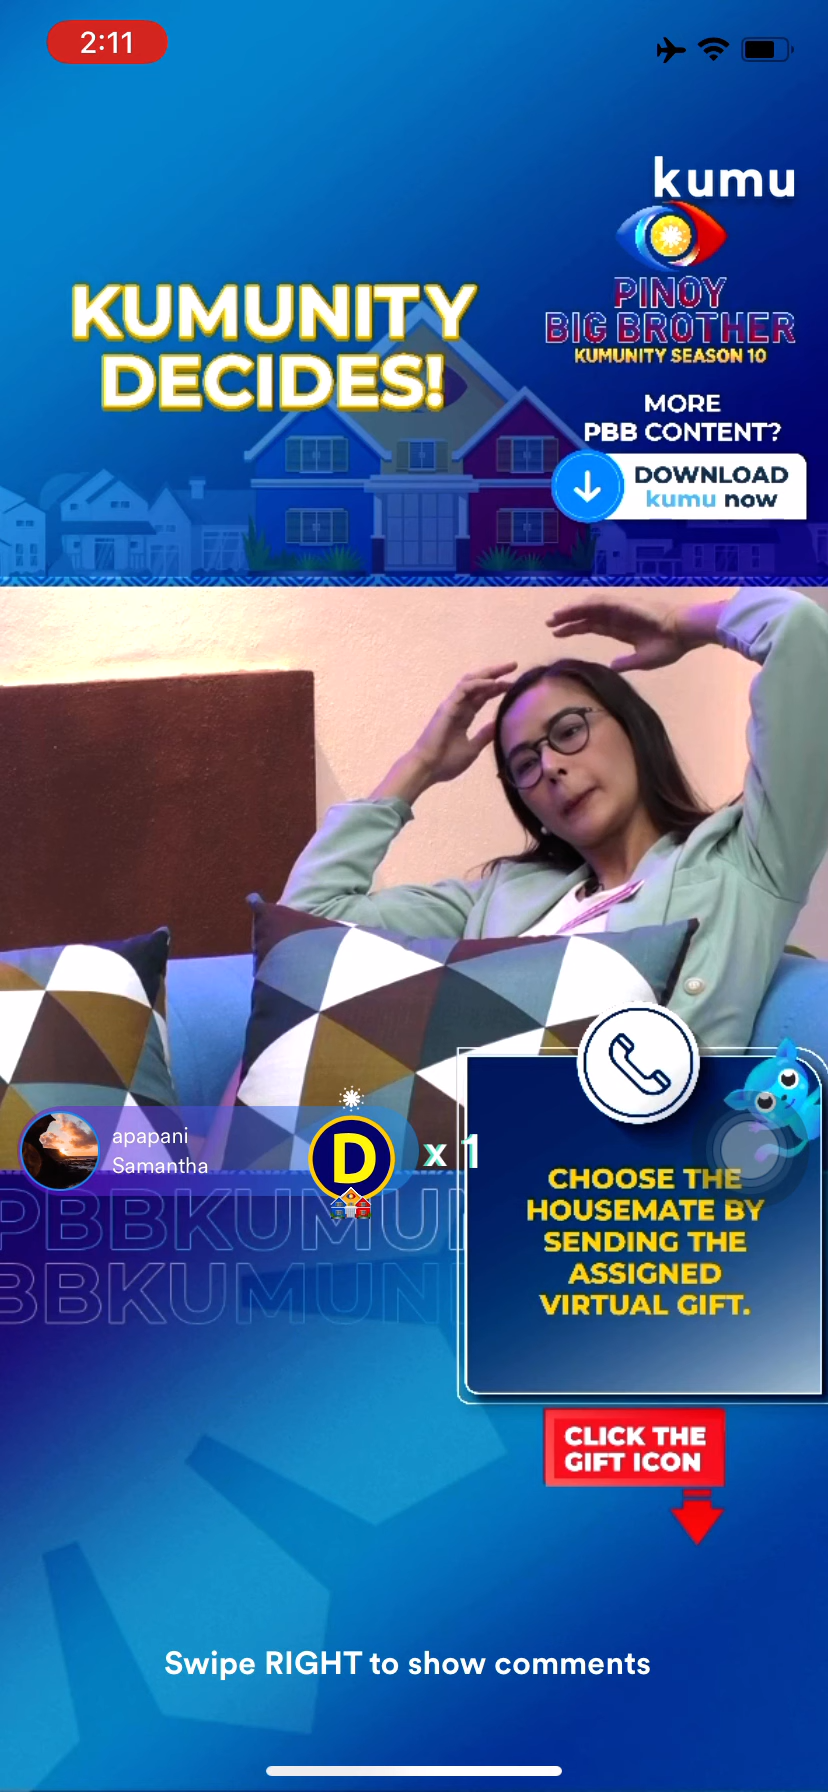 2:11
kumu
PINOY
BIG BROTHER
KUMUNITY SEASON 10
KUMUNITY
DECIDES!
MORE
PBB CONTENT?
DOWNLOAD
kumu now
apapani
Samantha
D
x 1
PBBKUMU
BBKUMUN
CHOOSE THE
HOUSEMATE BY
SENDING THE
ASSIGNED
VIRTUAL GIFT.
CLICK THE
GIFT ICON
Swipe RIGHT to show comments